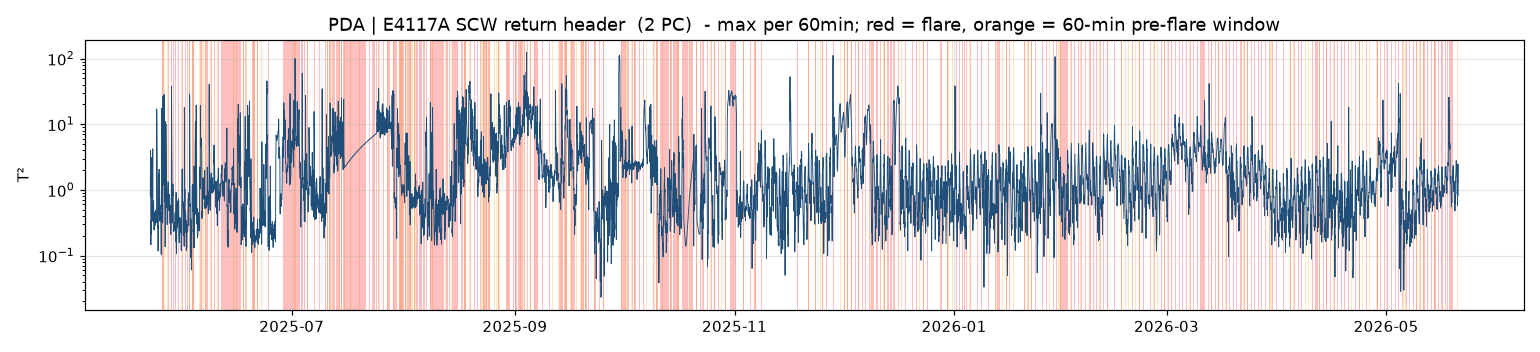 PDA | E4117A SCW return header  (2 PC)  - max per 60min; red = flare, orange = 60-min pre-flare window
T²
10²
10¹
10⁰
10⁻¹
2025-07 2025-09 2025-11 2026-01 2026-03 2026-05